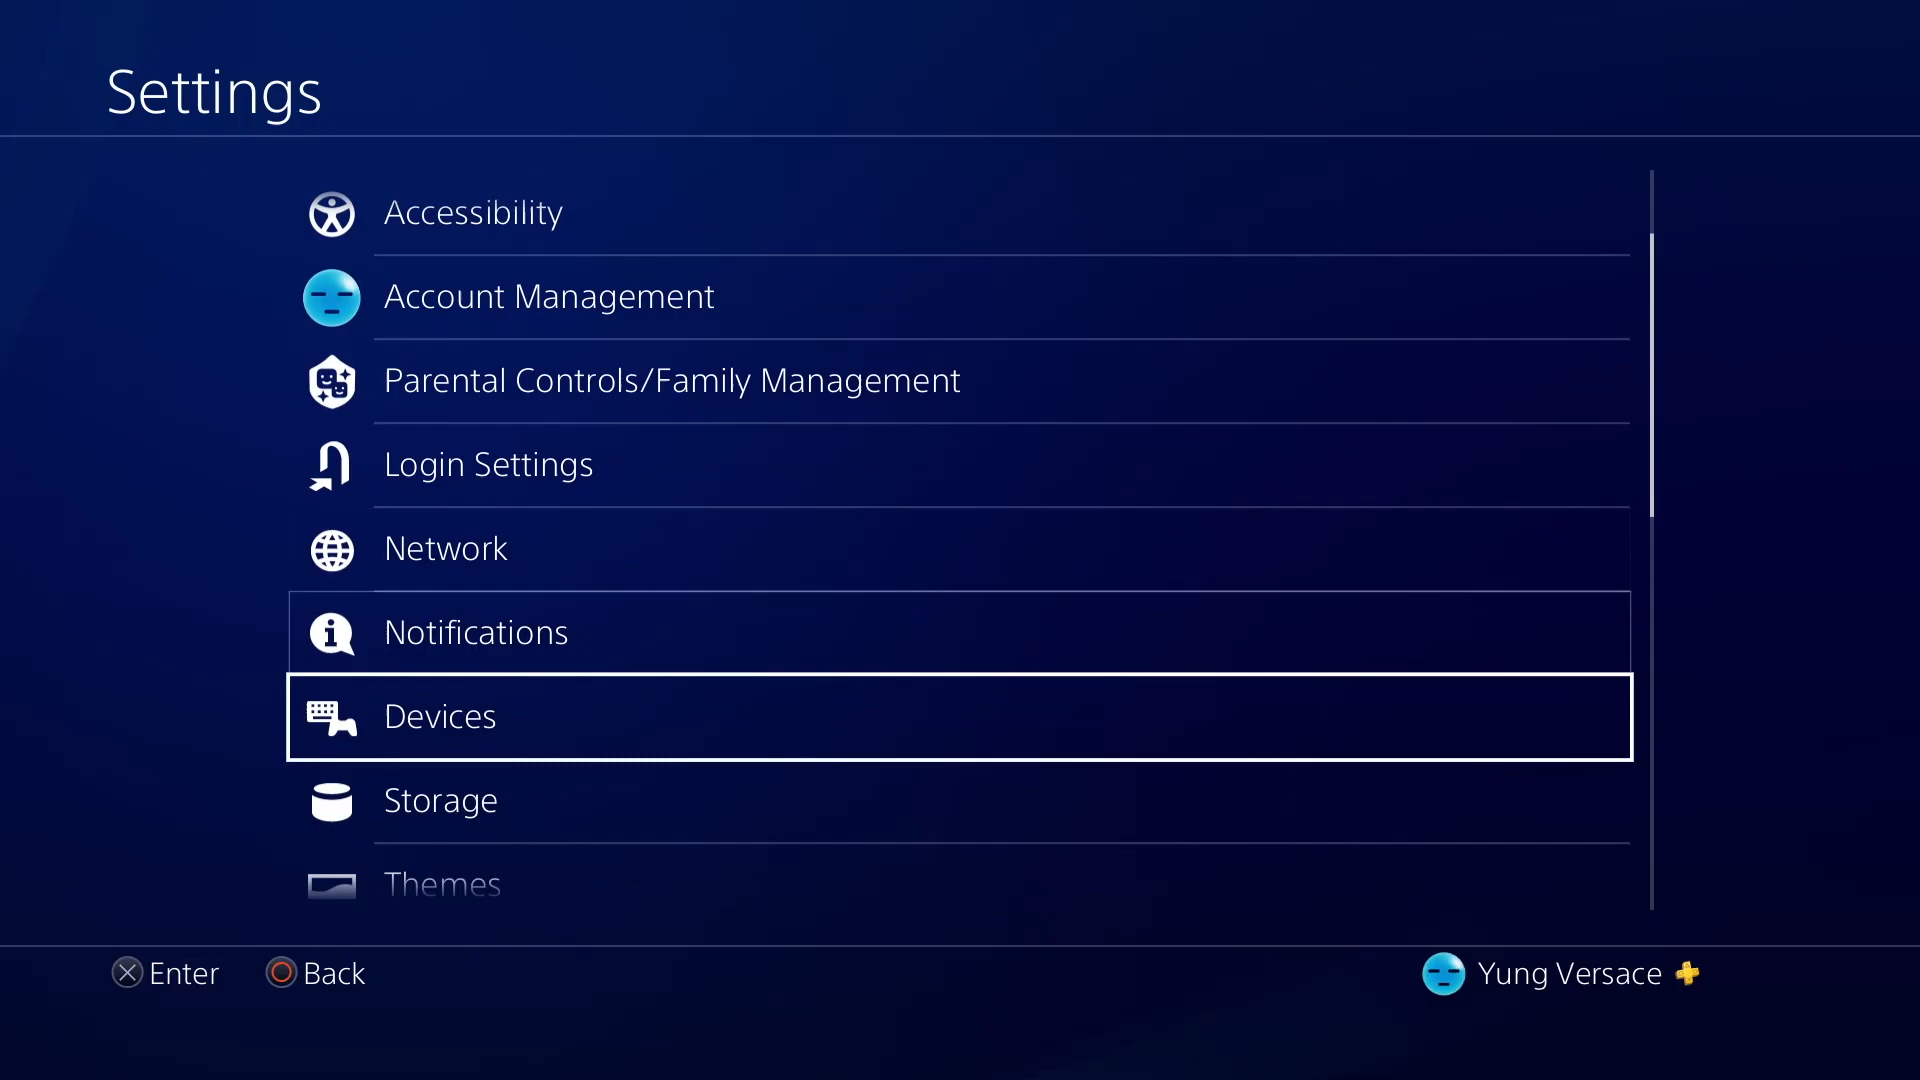 Settings
Accessibility
Account Management
Parental Controls/Family Management
Login Settings
Network
Notifications
Devices
Storage
Themes
Enter Back Yung Versace